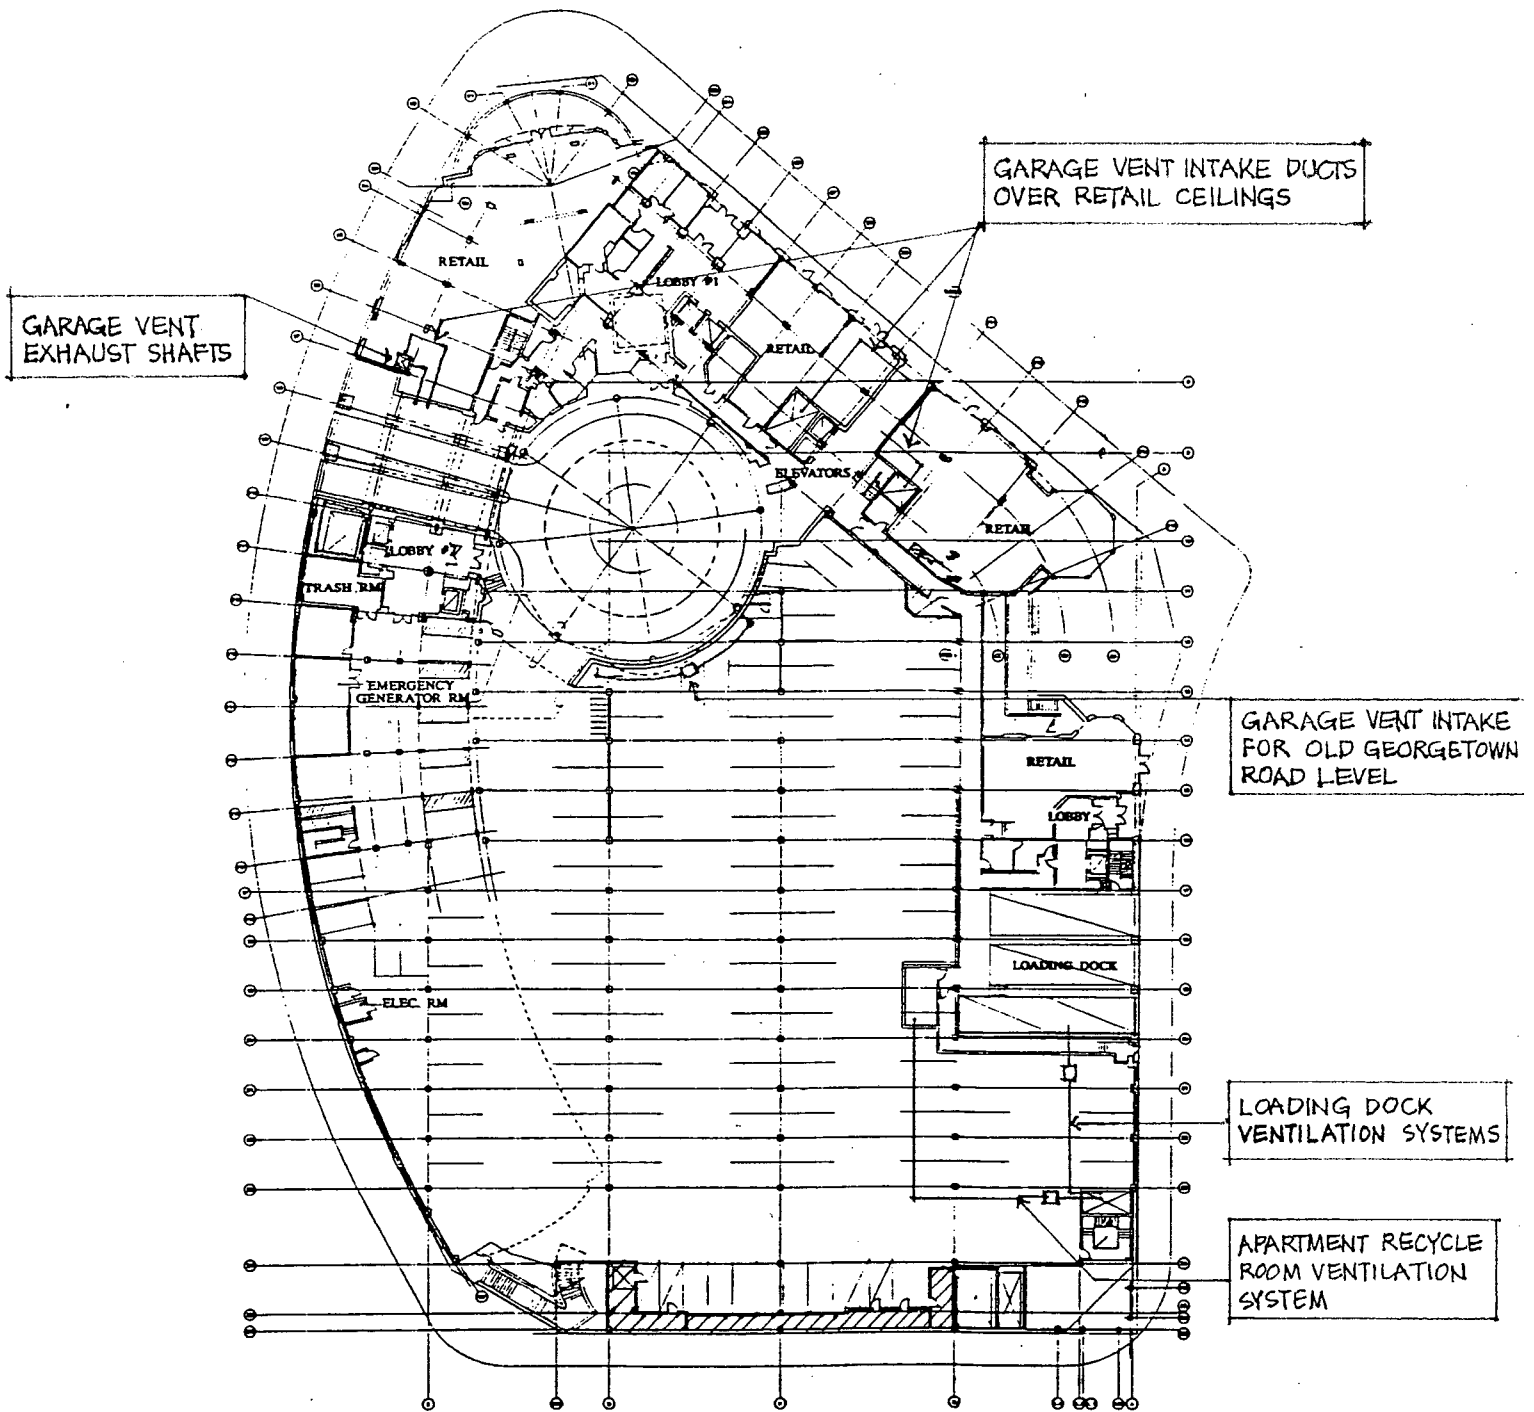 GARAGE VENT INTAKE DUCTS
OVER RETAIL CEILINGS
RETAIL
LOBBY #1
GARAGE VENT
EXHAUST SHAFTS
RETAIL
ELEVATORS
RETAIL
LOBBY #2
TRASH RM
EMERGENCY
GENERATOR RM
GARAGE VENT INTAKE
FOR OLD GEORGETOWN
ROAD LEVEL
RETAIL
LOBBY
LOADING DOCK
ELEC. RM
LOADING DOCK
VENTILATION SYSTEMS
APARTMENT RECYCLE
ROOM VENTILATION
SYSTEM